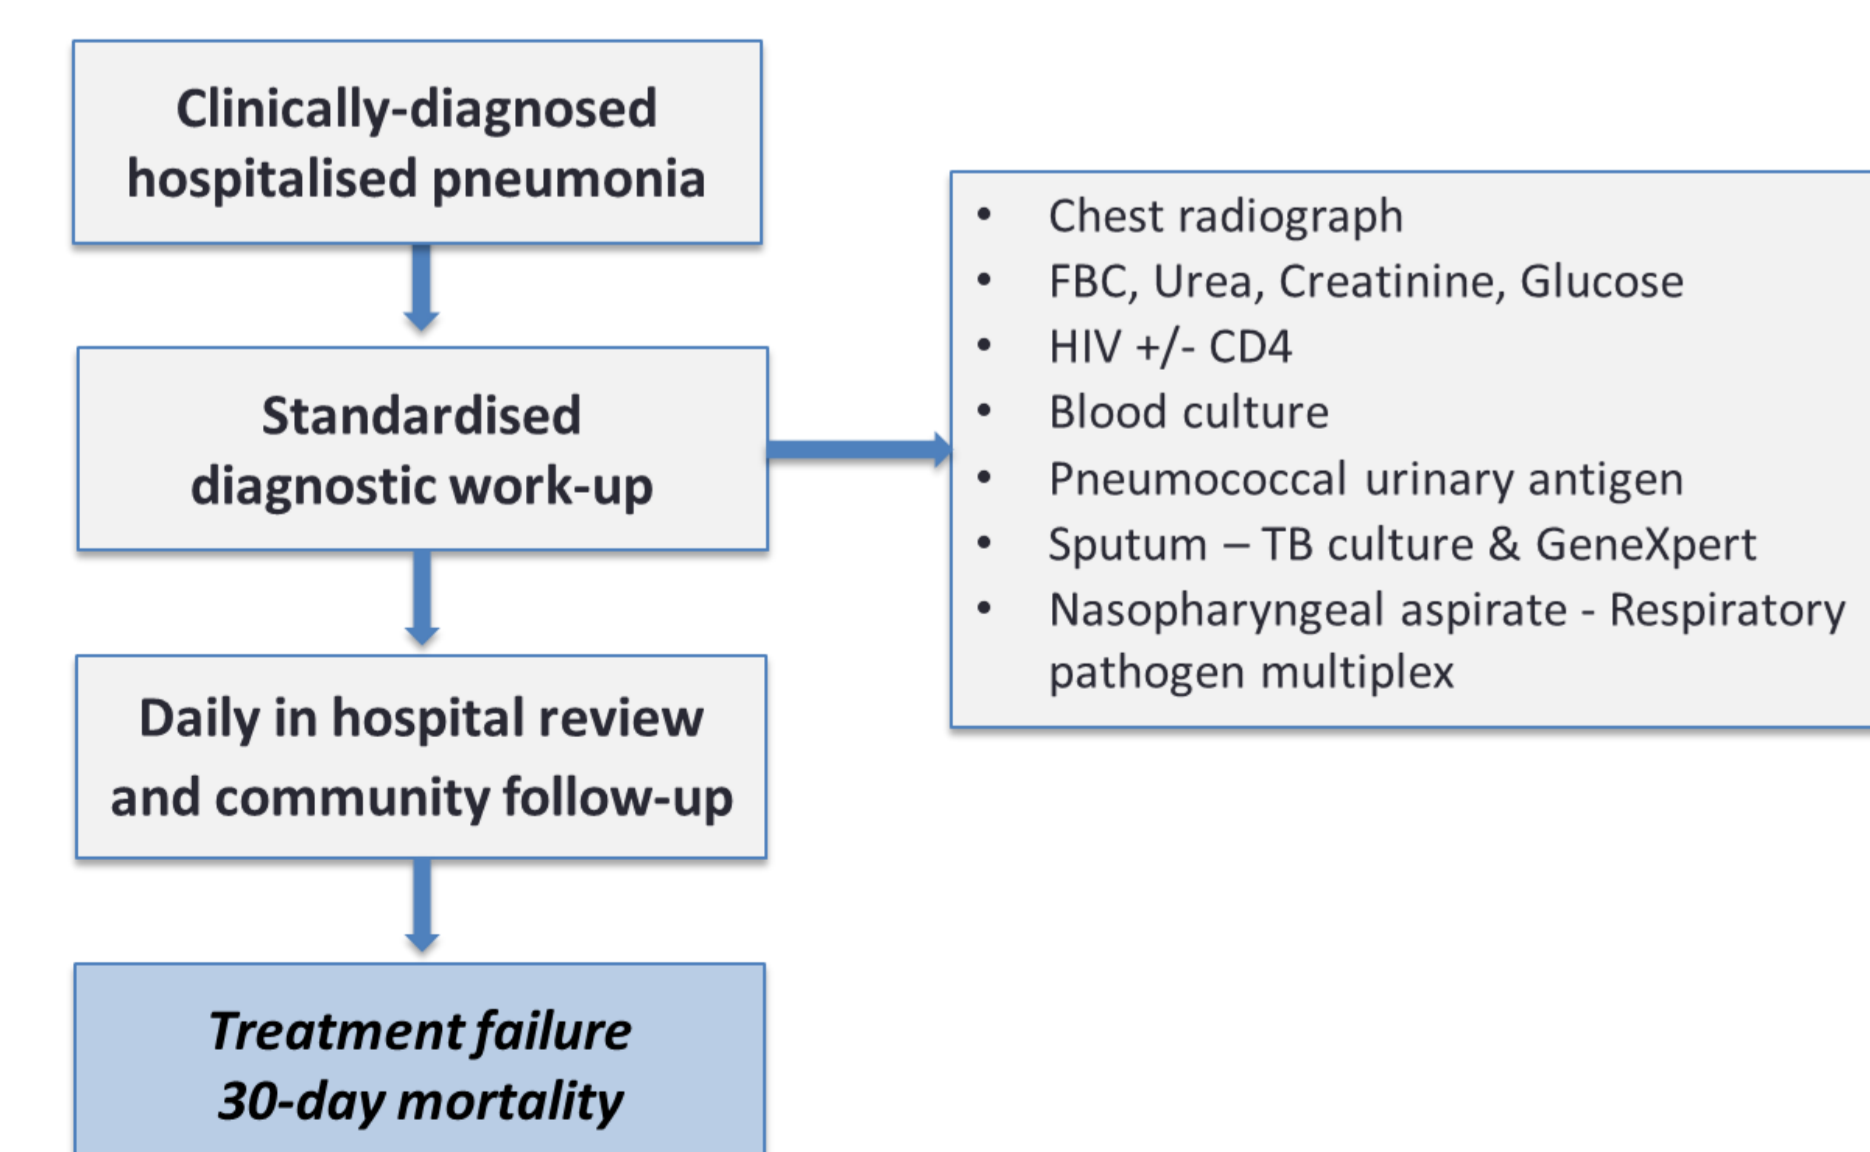 Clinically-diagnosed
hospitalised pneumonia
Standardised
diagnostic work-up
• Chest radiograph
• FBC, Urea, Creatinine, Glucose
• HIV +/- CD4
• Blood culture
• Pneumococcal urinary antigen
• Sputum – TB culture & GeneXpert
• Nasopharyngeal aspirate - Respiratory
pathogen multiplex
Daily in hospital review
and community follow-up
Treatment failure
30-day mortality